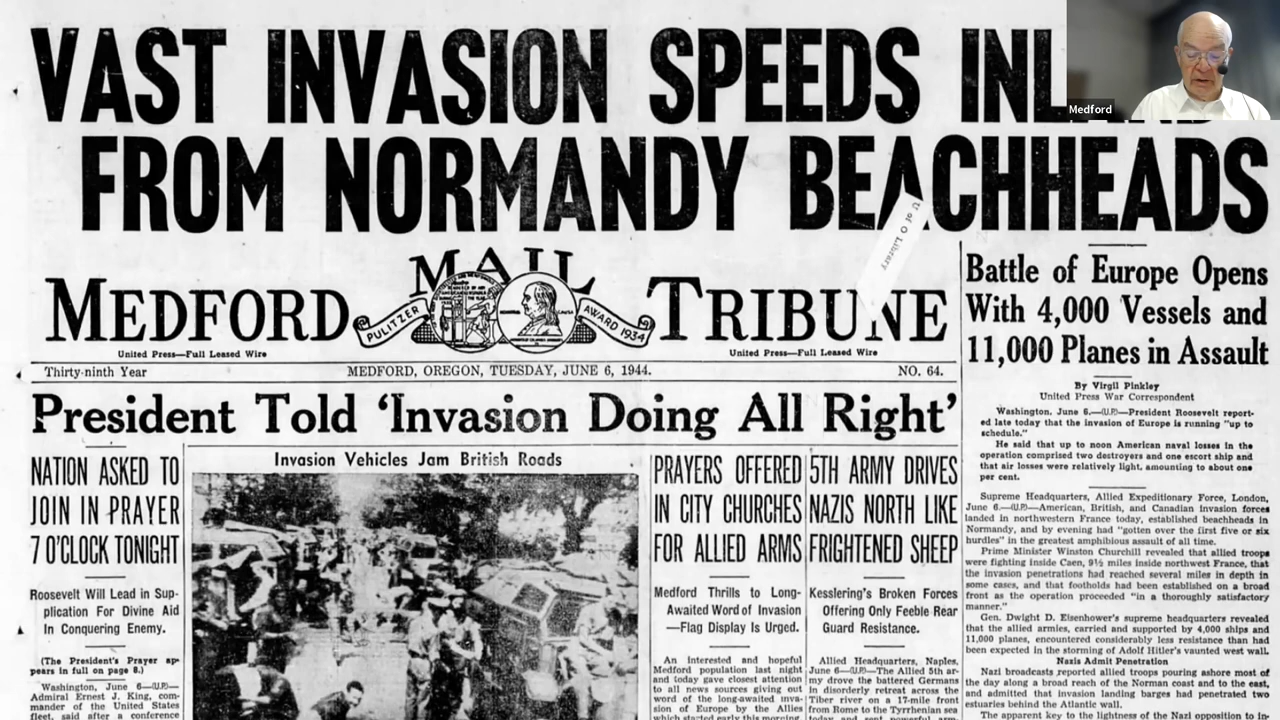 VAST INVASION SPEEDS INL
FROM NORMANDY BEACHHEADS
Medford
U of O Library
MEDFORD MAIL TRIBUNE
PULITZER AWARD 1934
United Press—Full Leased Wire
United Press—Full Leased Wire
Thirty-ninth Year MEDFORD, OREGON, TUESDAY, JUNE 6, 1944. NO. 64.
President Told ‘Invasion Doing All Right’
NATION ASKED TO
JOIN IN PRAYER
7 O'CLOCK TONIGHT
Roosevelt Will Lead in Sup-
plication For Divine Aid
In Conquering Enemy.
(The President's Prayer ap-
pears in full on page 8.)
Washington, June 6—(U.P.)—
Admiral Ernest J. King, com-
mander of the United States
fleet, said after a conference
Invasion Vehicles Jam British Roads
PRAYERS OFFERED
IN CITY CHURCHES
FOR ALLIED ARMS
Medford Thrills to Long-
Awaited Word of Invasion
—Flag Display Is Urged.
An interested and hopeful
Medford population last night
and today gave closest attention
to all news sources giving out
word of the long-awaited inva-
sion of Europe by the Allies
which started early this morning
5TH ARMY DRIVES
NAZIS NORTH LIKE
FRIGHTENED SHEEP
Kesslering's Broken Forces
Offering Only Feeble Rear
Guard Resistance.
Allied Headquarters, Naples,
June 6—(U.P.)—The Allied 5th ar-
my drove the battered Germans
in disorderly retreat across the
Tiber river on a 17-mile front
from Rome to the Tyrrhenian sea
today and sent powerful arm-
Battle of Europe Opens
With 4,000 Vessels and
11,000 Planes in Assault
By Virgil Pinkley
United Press War Correspondent
Washington, June 6.—(U.P.)—President Roosevelt report-
ed late today that the invasion of Europe is running "up to
schedule."
He said that up to noon American naval losses in the
operation comprised two destroyers and one escort ship and
that air losses were relatively light, amounting to about one
per cent.
Supreme Headquarters, Allied Expeditionary Force, London,
June 6.—(U.P.)—American, British, and Canadian invasion forces
landed in northwestern France today, established beachheads in
Normandy, and by evening had "gotten over the first five or six
hurdles" in the greatest amphibious assault of all time.
Prime Minister Winston Churchill revealed that allied troops
were fighting inside Caen, 9½ miles inside northwest France, that
the invasion penetrations had reached several miles in depth in
some cases, and that footholds had been established on a broad
front as the operation proceeded "in a thoroughly satisfactory
manner."
Gen. Dwight D. Eisenhower's supreme headquarters revealed
that the allied armies, carried and supported by 4,000 ships and
11,000 planes, encountered considerably less resistance than had
been expected in the storming of Adolf Hitler's vaunted west wall.
Nazis Admit Penetration
Nazi broadcasts reported allied troops pouring ashore most of
the day along a broad reach of the Norman coast and to the east,
and admitted that invasion landing barges had penetrated two
estuaries behind the Atlantic wall.
The apparent key to the lightness of the Nazi opposition to in-